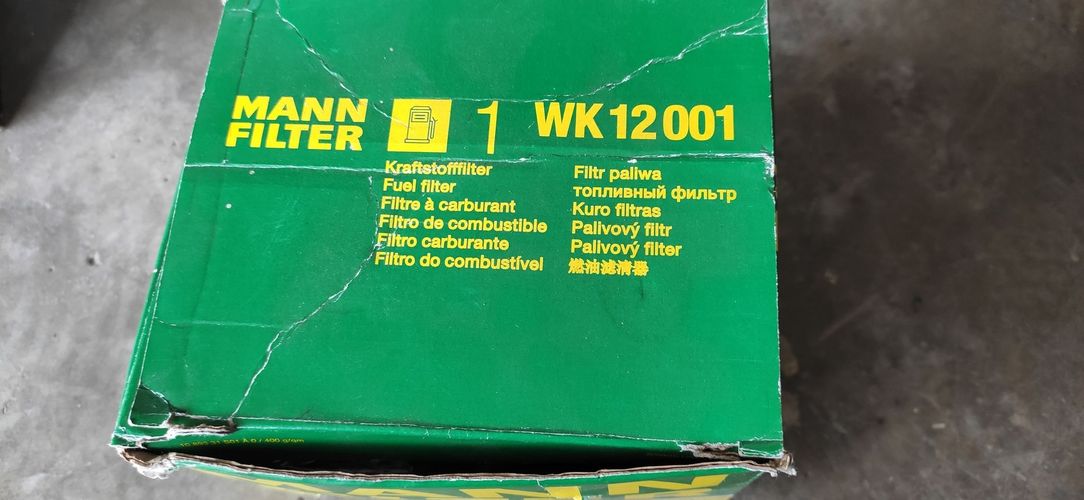 MANN
FILTER
1
WK 12 001
Kraftstofffilter
Fuel filter
Filtre à carburant
Filtro de combustible
Filtro carburante
Filtro do combustível
Filtr paliwa
топливный фильтр
Kuro filtras
Palivový filtr
Palivový filter
燃油滤清器